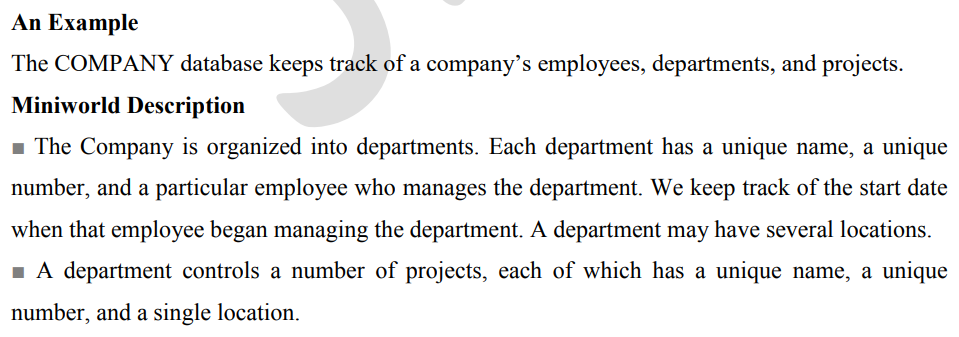 An Example
The COMPANY database keeps track of a company’s employees, departments, and projects.
Miniworld Description
■ The Company is organized into departments. Each department has a unique name, a unique
number, and a particular employee who manages the department. We keep track of the start date
when that employee began managing the department. A department may have several locations.
■ A department controls a number of projects, each of which has a unique name, a unique
number, and a single location.